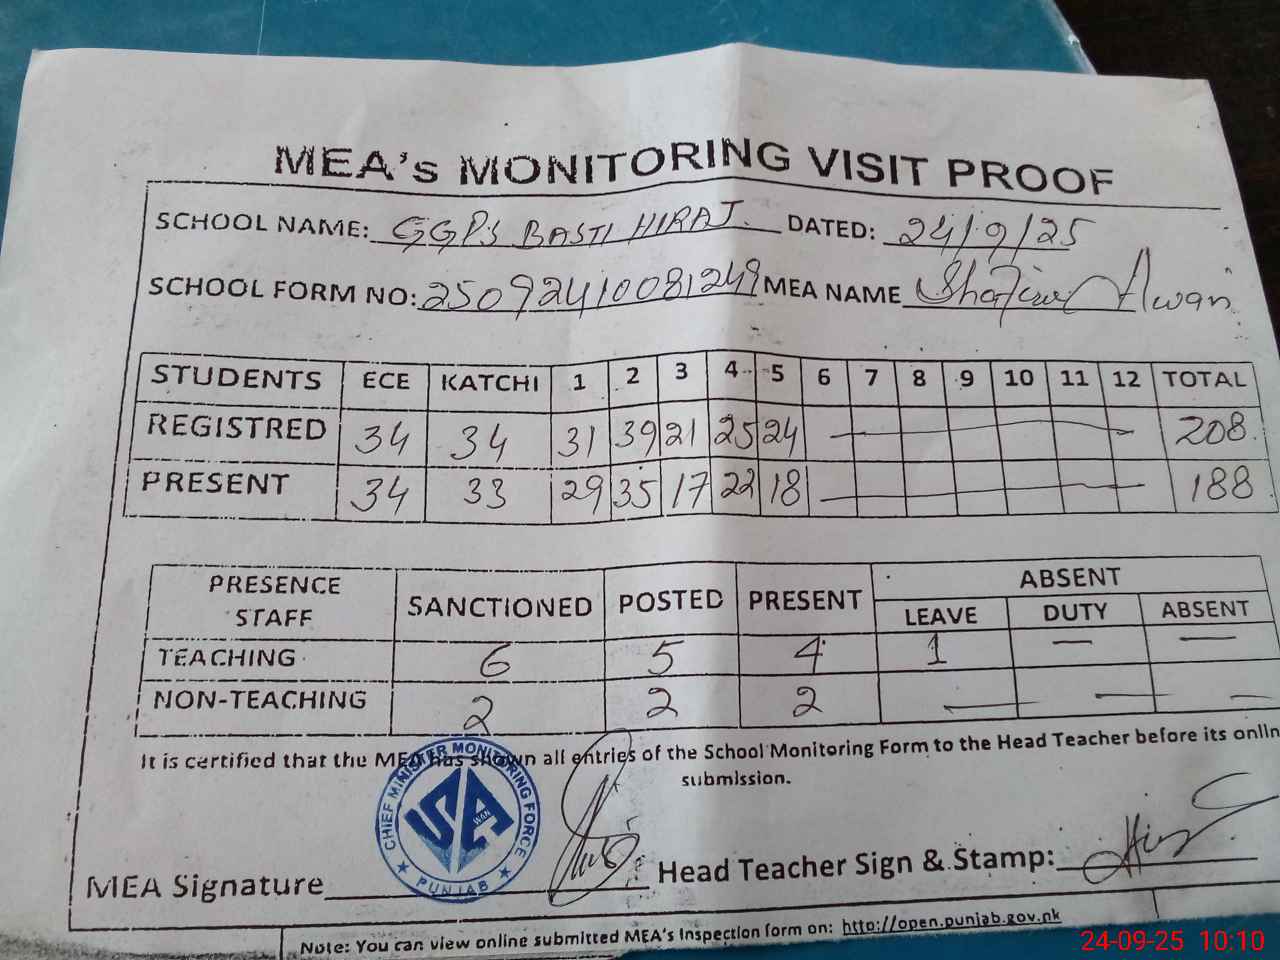 MEA's MONITORING VISIT PROOF
SCHOOL NAME: GGPS BASTI HIRAJ. DATED: 24/9/25
SCHOOL FORM NO: 25092410081249 MEA NAME Awan
STUDENTS ECE KATCHI 1 2 3 4 5 6 7 8 9 10 11 12 TOTAL
REGISTRED 34 34 31 39 21 25 24 208
PRESENT 34 33 29 35 17 22 18 188
PRESENCE STAFF SANCTIONED POSTED PRESENT ABSENT
LEAVE DUTY ABSENT
TEACHING 6 5 4 1 — —
NON-TEACHING 2 2 2 — — —
It is certified that the MEA has shown all entries of the School Monitoring Form to the Head Teacher before its onlin
submission.
CHIEF MINISTER MONITORING FORCE
PUNJAB
MEA Signature Head Teacher Sign & Stamp:
Note: You can view online submitted MEA's Inspection form on: http://open.punjab.gov.pk
24-09-25 10:10